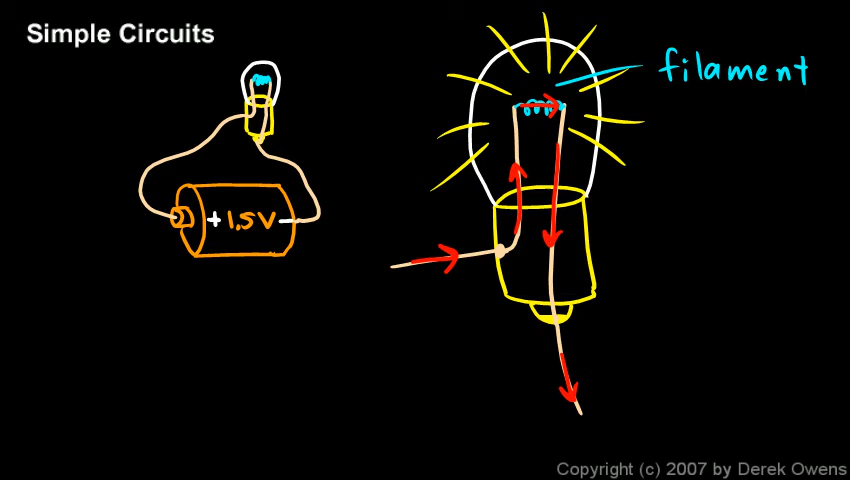 Simple Circuits
filament
+ 1.5V -
Copyright (c) 2007 by Derek Owens